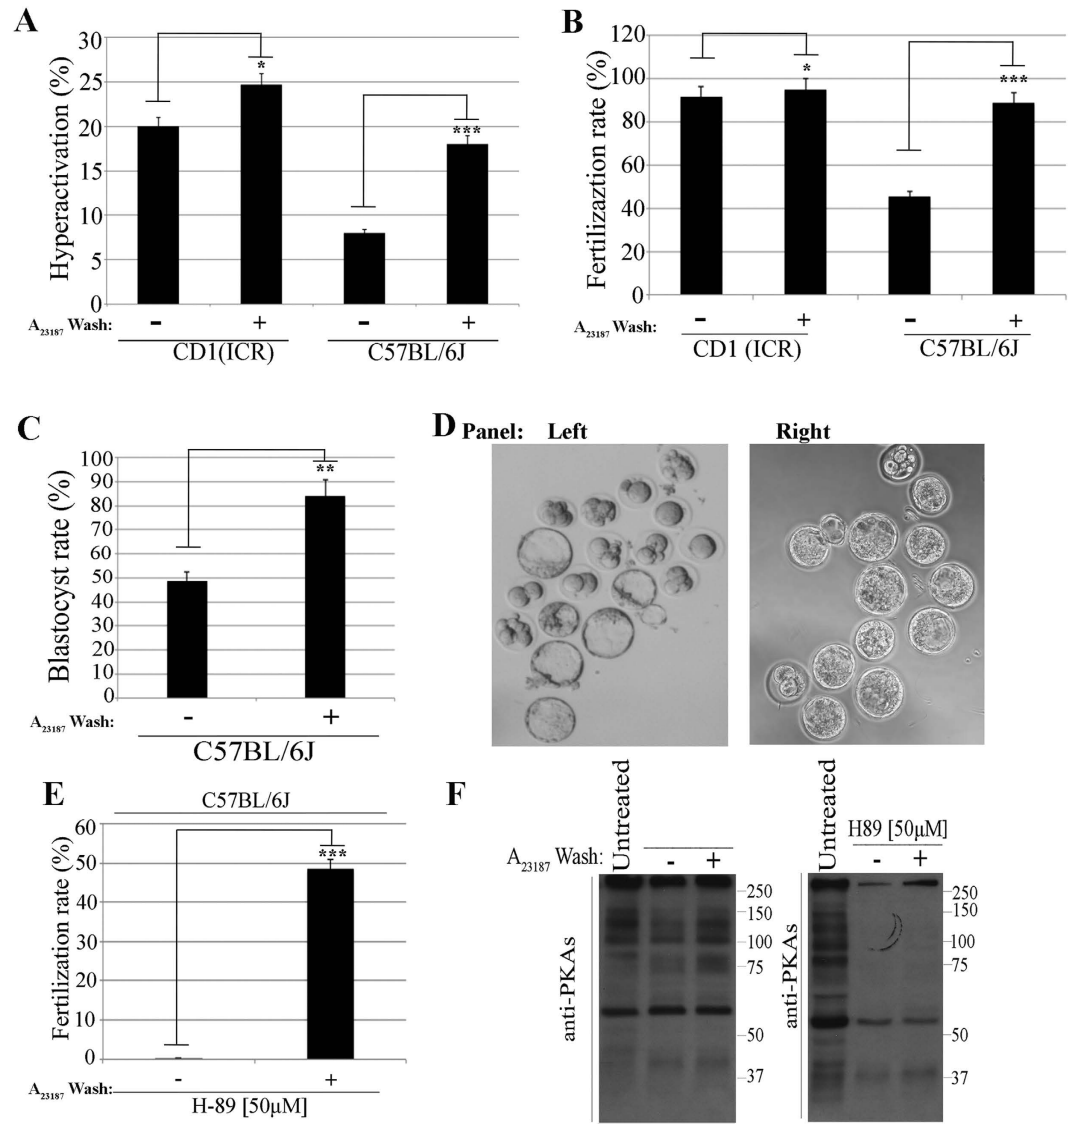 A
Hyperactivation (%)
30
25
20
15
10
5
0
*
***
A23187 Wash: - + - +
CD1(ICR) C57BL/6J
B
Fertilizaztion rate (%)
120
100
80
60
40
20
0
*
***
A23187 Wash: - + - +
CD1 (ICR) C57BL/6J
C
Blastocyst rate (%)
100
90
80
70
60
50
40
30
20
10
0
**
A23187 Wash: - +
C57BL/6J
D Panel: Left Right
E
C57BL/6J
Fertilization rate (%)
60
50
40
30
20
10
0
***
A23187 Wash: - +
H-89 [50μM]
F
A23187 Wash: Untreated - +
anti-PKAs
250
150
100
75
50
37
Untreated
H89 [50μM]
- +
anti-PKAs
250
150
100
75
50
37